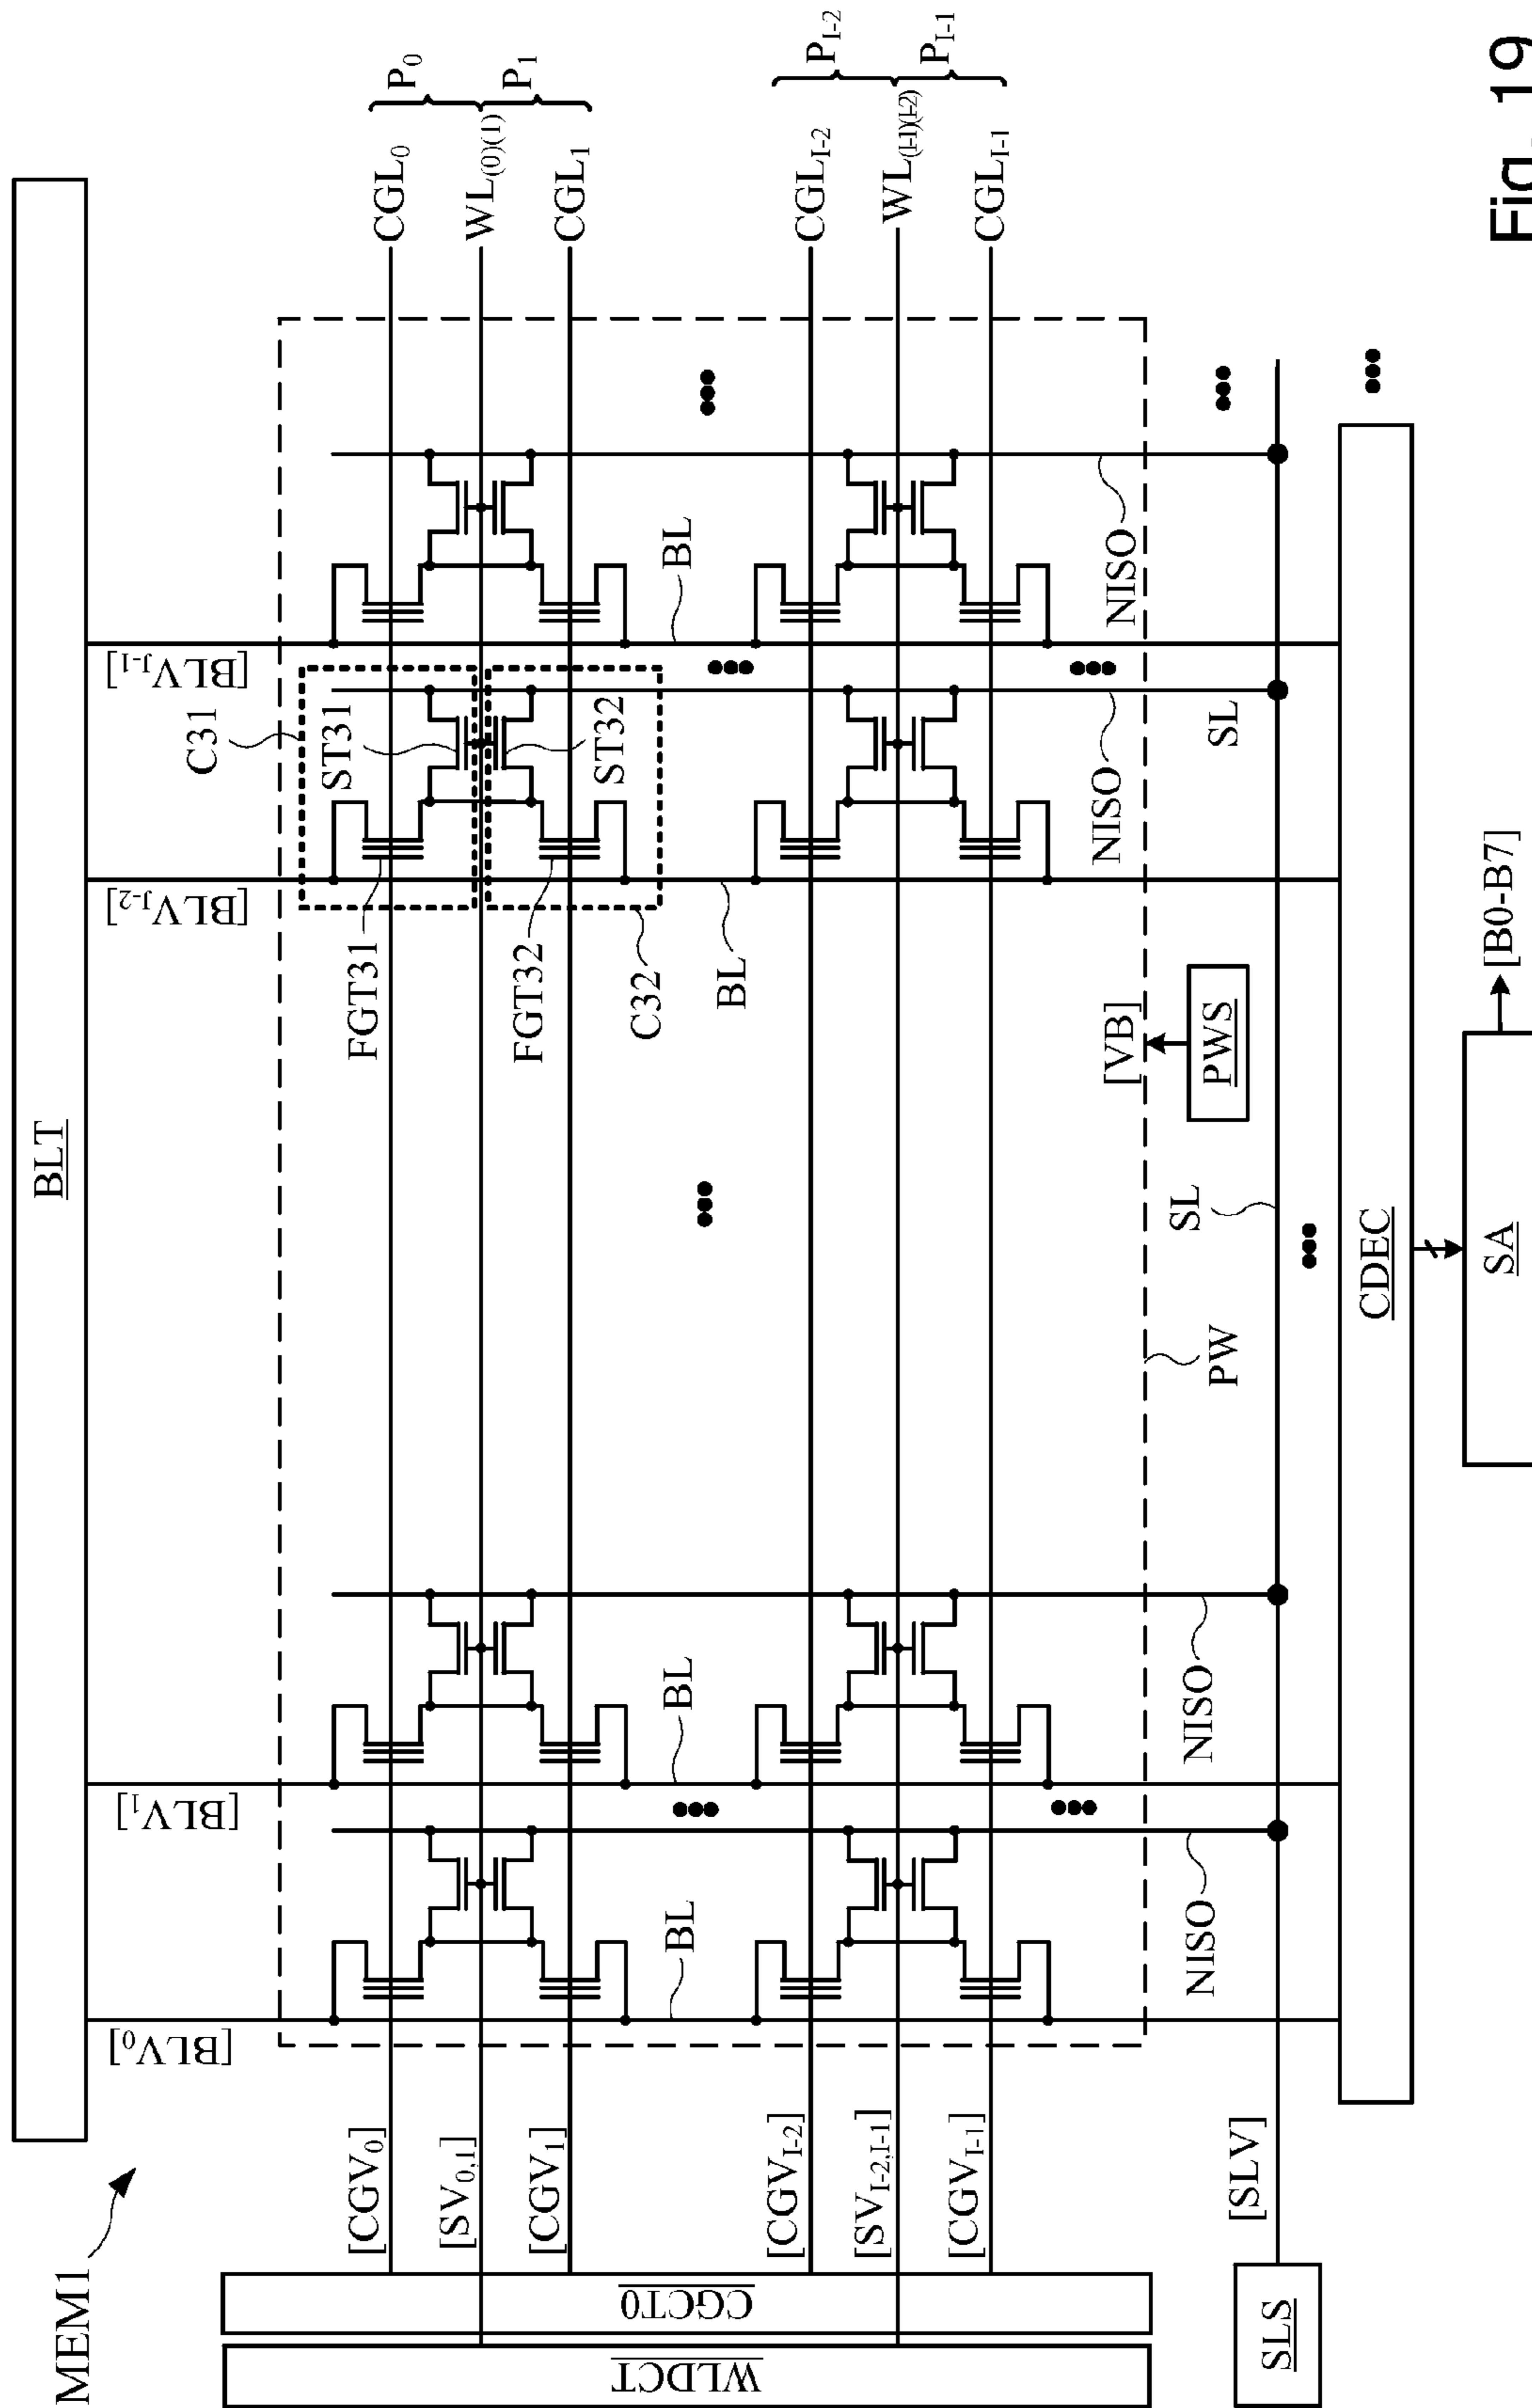 MEM1
BLT
[BLV0]
[BLV1]
[BLVJ-2]
[BLVJ-1]
C31
ST31
FGT31
FGT32
ST32
C32
CGL0
WL(0)(1)
CGL1
P0
P1
[CGV0]
[SV0,1]
[CGV1]
BL
BL
BL
BL
CGLI-2
WL(I-1)(I-2)
CGLI-1
PI-2
PI-1
[CGVI-2]
[SVI-2,I-1]
[CGVI-1]
WLDCT
CGCT0
NISO
NISO
NISO
NISO
[VB]
PWS
PW
SL
SL
[SLV]
SLS
CDEC
SA
[B0-B7]
Fig. 19